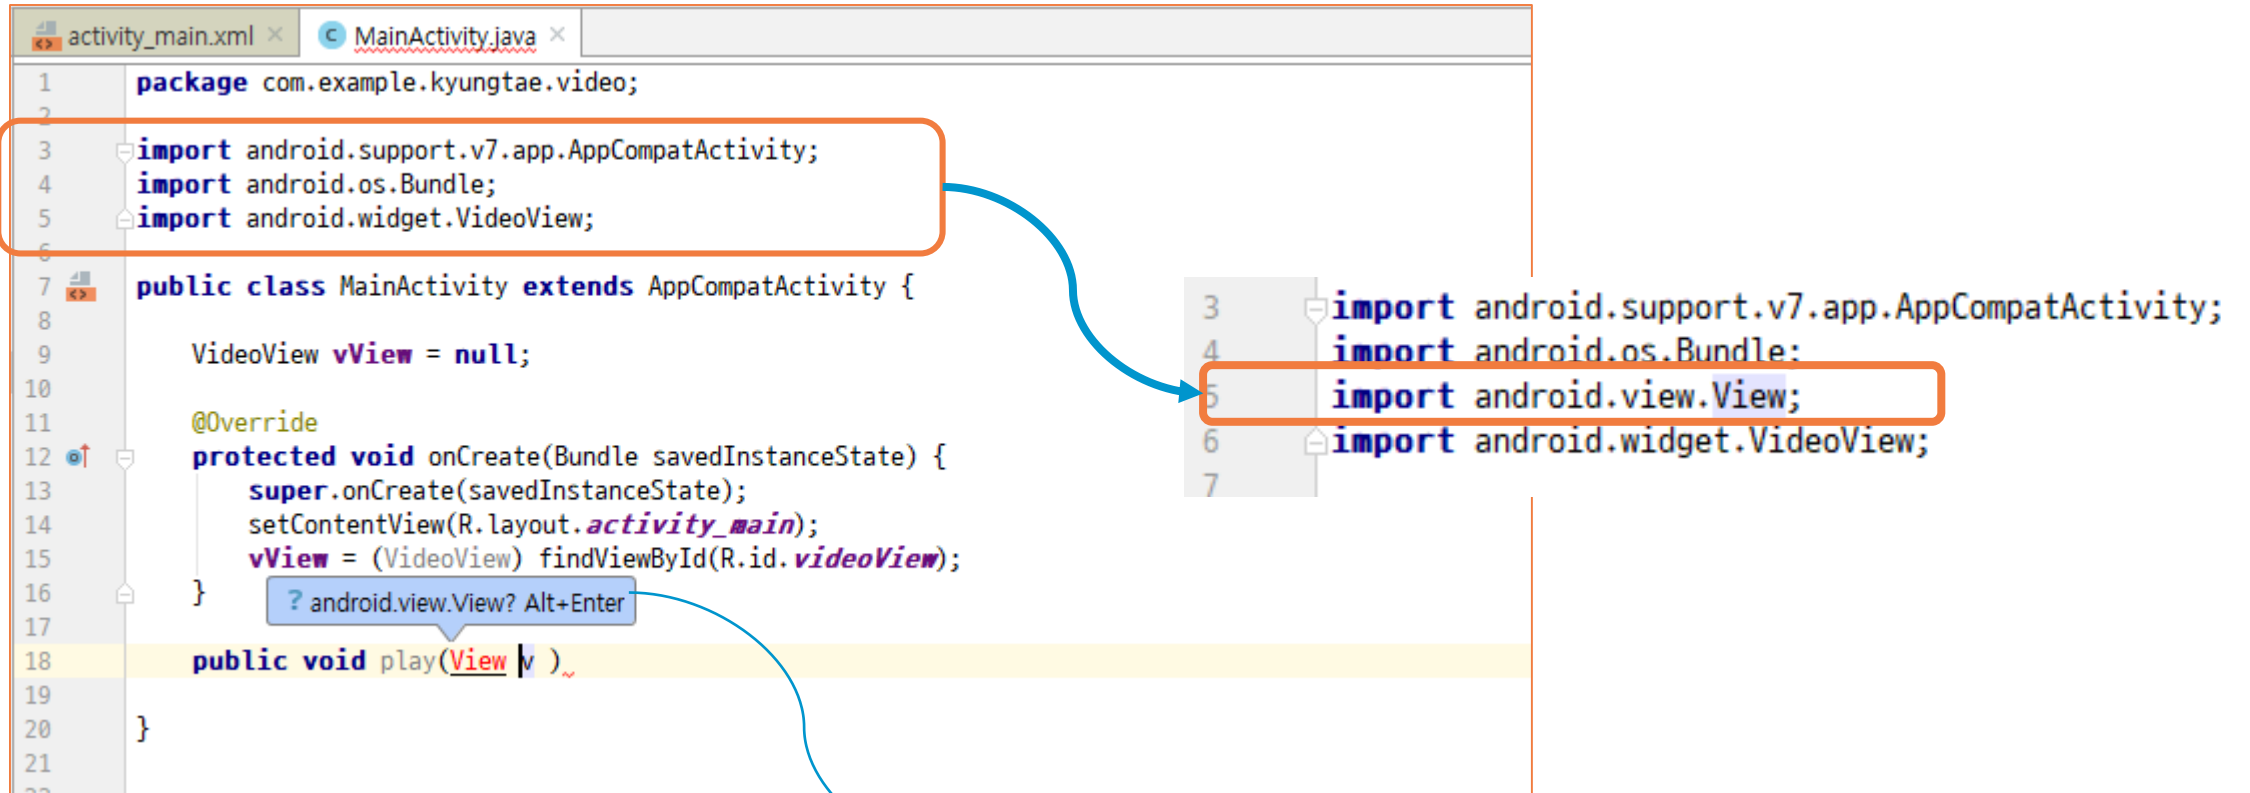 activity_main.xml MainActivity.java
1 package com.example.kyungtae.video;
2
3 import android.support.v7.app.AppCompatActivity;
4 import android.os.Bundle;
5 import android.widget.VideoView;
6
7 public class MainActivity extends AppCompatActivity {
8
9 VideoView vView = null;
10
11 @Override
12 protected void onCreate(Bundle savedInstanceState) {
13 super.onCreate(savedInstanceState);
14 setContentView(R.layout.activity_main);
15 vView = (VideoView) findViewById(R.id.videoView);
16 }
? android.view.View? Alt+Enter
17
18 public void play(View v )
19
20 }
21
3 import android.support.v7.app.AppCompatActivity;
4 import android.os.Bundle;
5 import android.view.View;
6 import android.widget.VideoView;
7